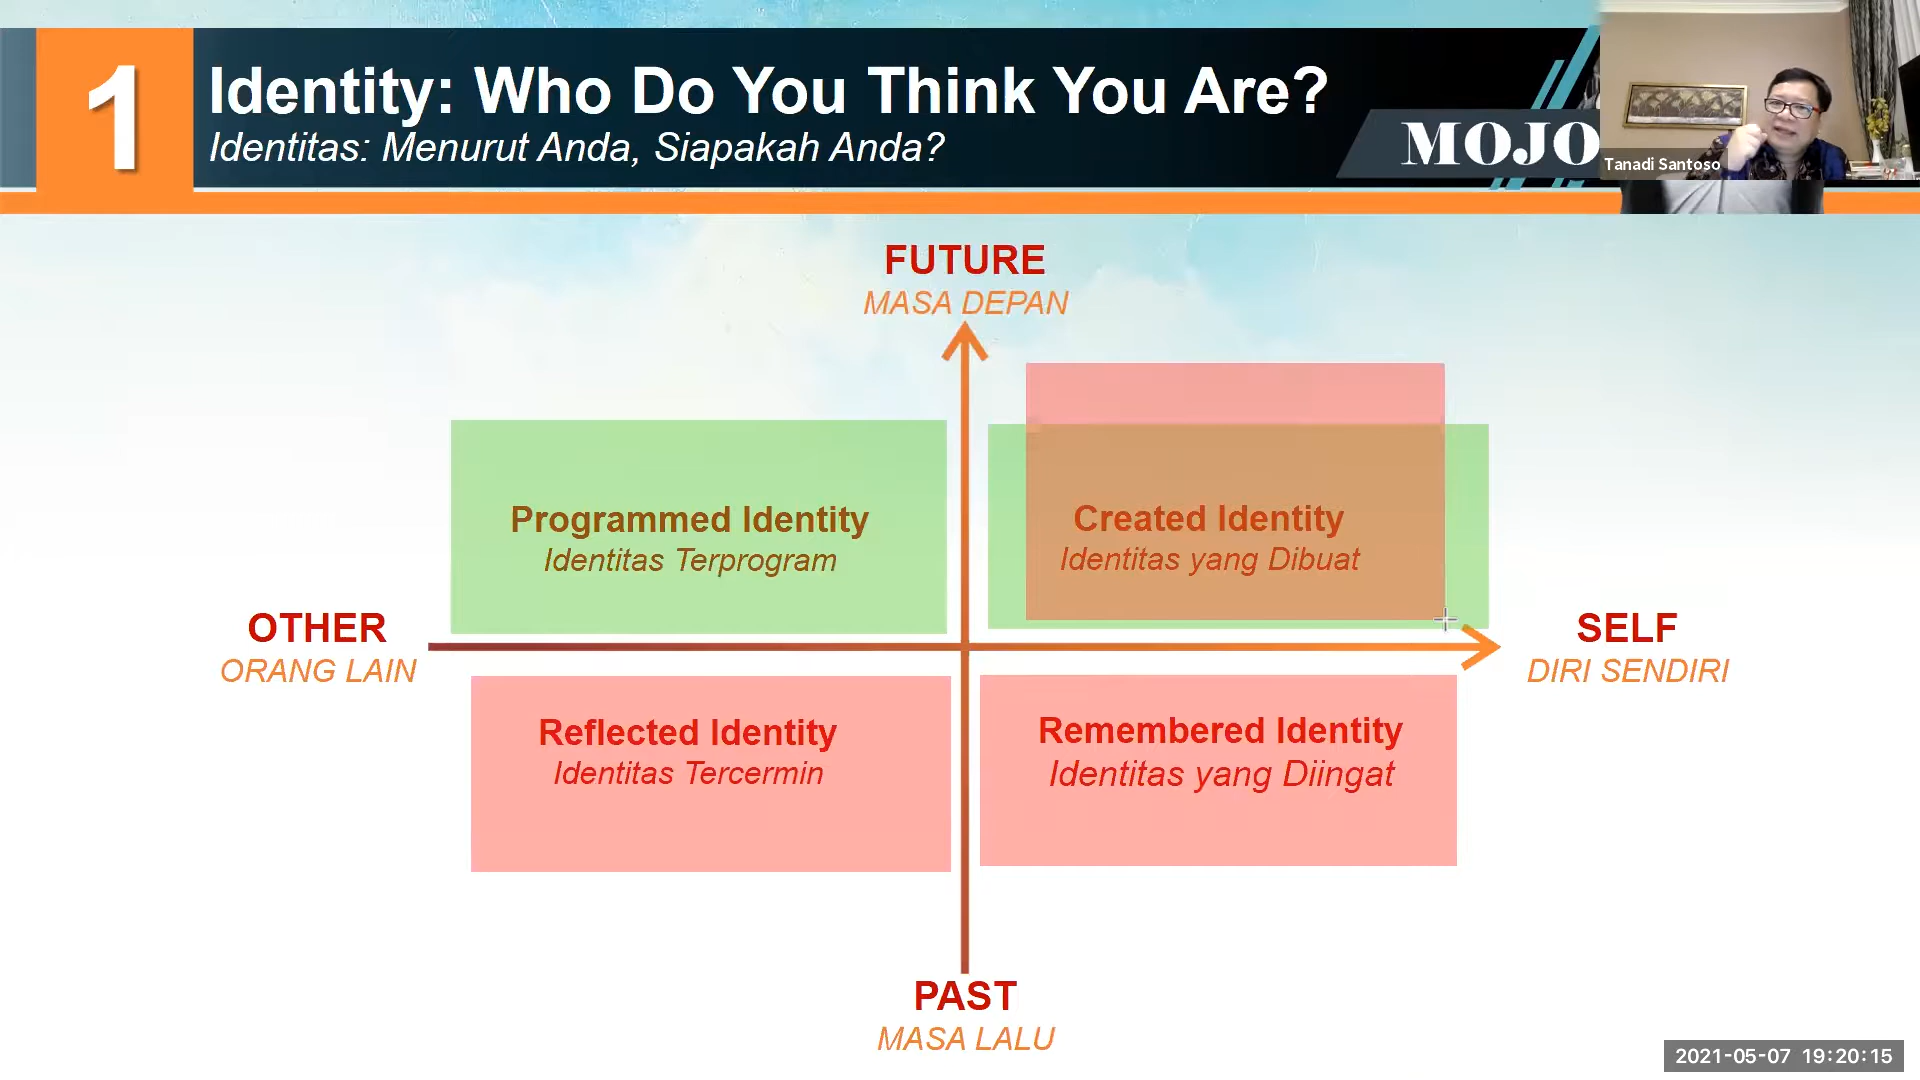 1
Identity: Who Do You Think You Are?
Identitas: Menurut Anda, Siapakah Anda?
MOJO
Tanadi Santoso
FUTURE
MASA DEPAN
Programmed Identity
Identitas Terprogram
Created Identity
Identitas yang Dibuat
OTHER
ORANG LAIN
SELF
DIRI SENDIRI
Reflected Identity
Identitas Tercermin
Remembered Identity
Identitas yang Diingat
PAST
MASA LALU
2021-05-07 19:20:15